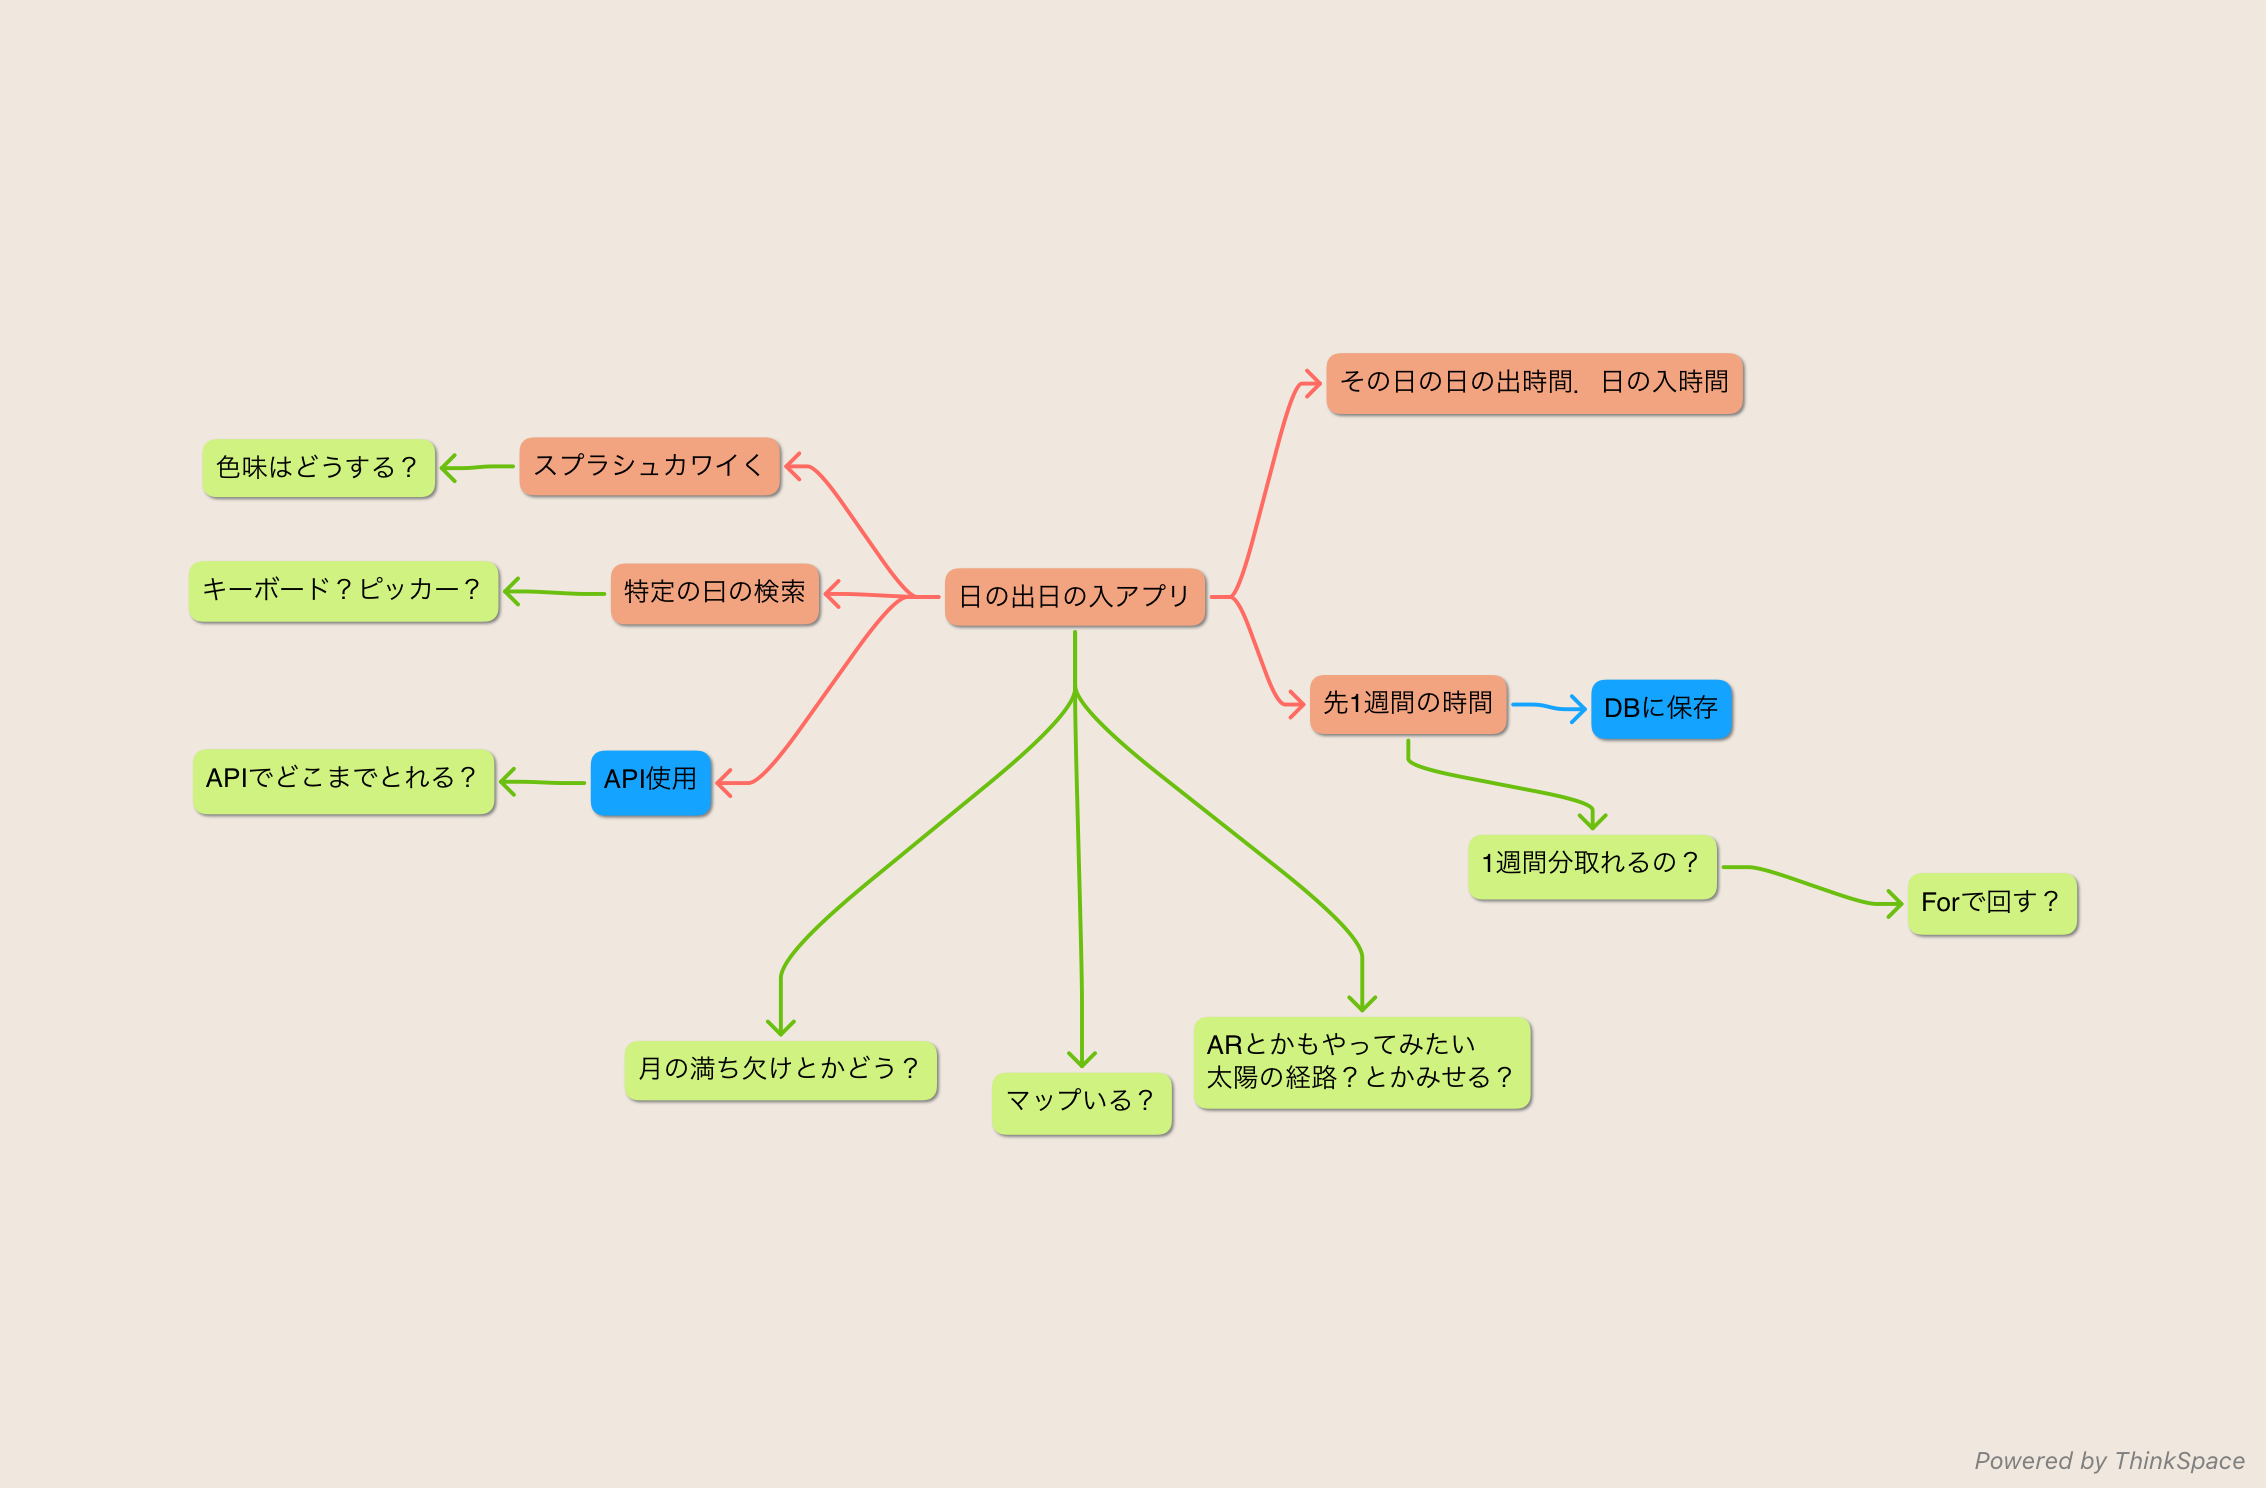 その日の日の出時間．日の入時間
スプラシュカワイく
色味はどうする？
キーボード？ピッカー？
特定の日の検索
日の出日の入アプリ
先1週間の時間
DBに保存
APIでどこまでとれる？
API使用
1週間分取れるの？
Forで回す？
月の満ち欠けとかどう？
マップいる？
ARとかもやってみたい
太陽の経路？とかみせる？
Powered by ThinkSpace